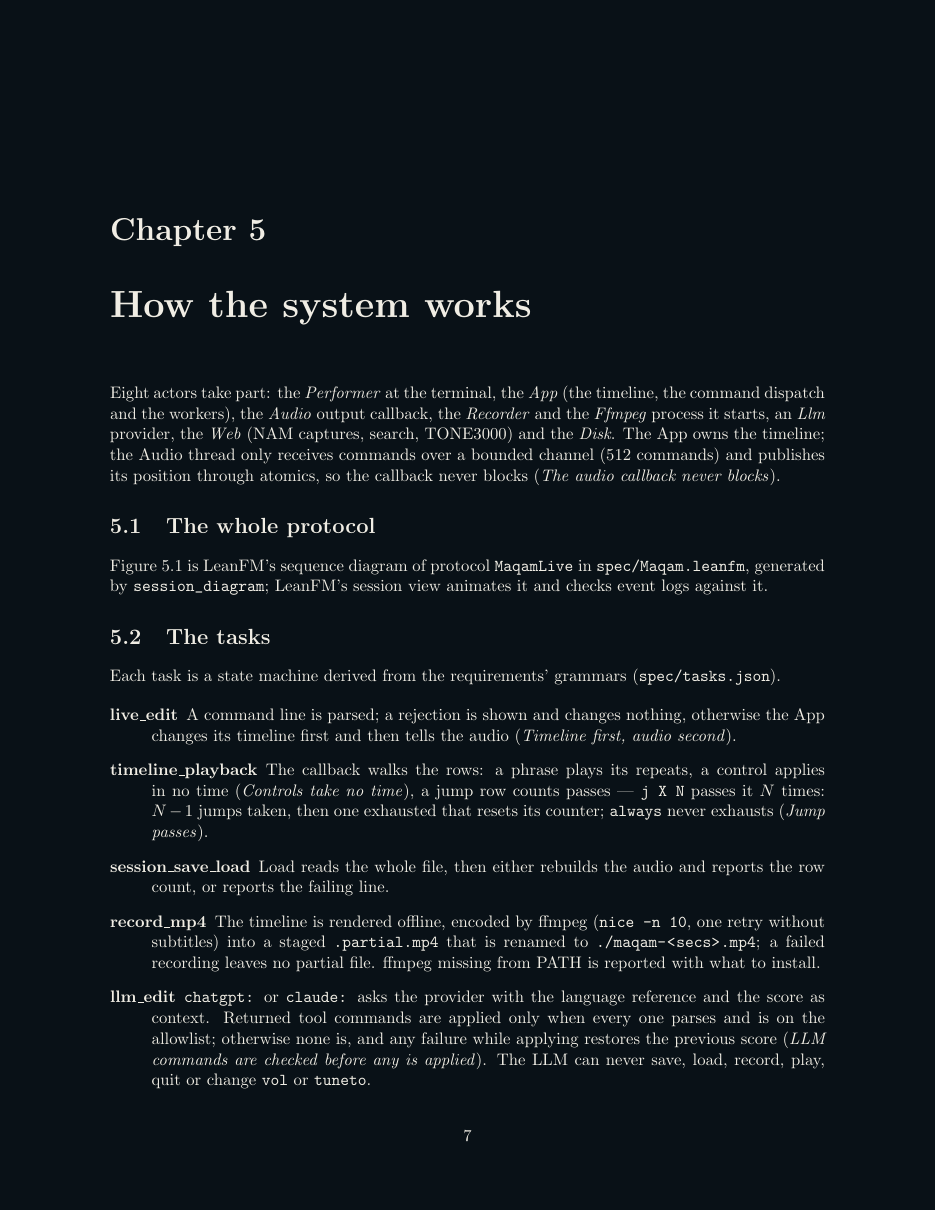 Chapter 5
How the system works
Eight actors take part: the Performer at the terminal, the App (the timeline, the command dispatch
and the workers), the Audio output callback, the Recorder and the Ffmpeg process it starts, an Llm
provider, the Web (NAM captures, search, TONE3000) and the Disk. The App owns the timeline;
the Audio thread only receives commands over a bounded channel (512 commands) and publishes
its position through atomics, so the callback never blocks (The audio callback never blocks).
5.1 The whole protocol
Figure 5.1 is LeanFM's sequence diagram of protocol MaqamLive in spec/Maqam.leanfm, generated
by session_diagram; LeanFM's session view animates it and checks event logs against it.
5.2 The tasks
Each task is a state machine derived from the requirements' grammars (spec/tasks.json).
live_edit A command line is parsed; a rejection is shown and changes nothing, otherwise the App
changes its timeline first and then tells the audio (Timeline first, audio second).
timeline_playback The callback walks the rows: a phrase plays its repeats, a control applies
in no time (Controls take no time), a jump row counts passes — j X N passes it N times:
N − 1 jumps taken, then one exhausted that resets its counter; always never exhausts (Jump
passes).
session_save_load Load reads the whole file, then either rebuilds the audio and reports the row
count, or reports the failing line.
record_mp4 The timeline is rendered offline, encoded by ffmpeg (nice -n 10, one retry without
subtitles) into a staged .partial.mp4 that is renamed to ./maqam-<secs>.mp4; a failed
recording leaves no partial file. ffmpeg missing from PATH is reported with what to install.
llm_edit chatgpt: or claude: asks the provider with the language reference and the score as
context. Returned tool commands are applied only when every one parses and is on the
allowlist; otherwise none is, and any failure while applying restores the previous score (LLM
commands are checked before any is applied). The LLM can never save, load, record, play,
quit or change vol or tuneto.
7